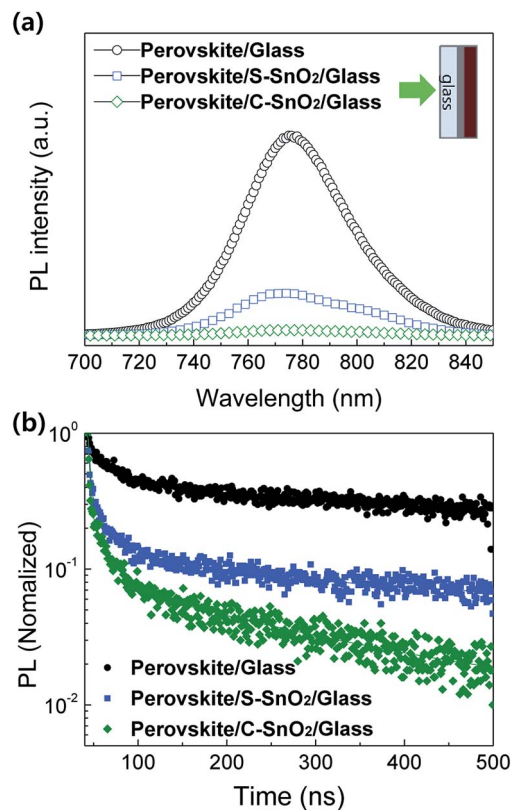 (a)
Perovskite/Glass
Perovskite/S-SnO₂/Glass
Perovskite/C-SnO₂/Glass
glass
PL intensity (a.u.)
700 720 740 760 780 800 820 840
Wavelength (nm)
(b)
10⁰
10⁻¹
10⁻²
PL (Nomalized)
Perovskite/Glass
Perovskite/S-SnO₂/Glass
Perovskite/C-SnO₂/Glass
100 200 300 400 500
Time (ns)